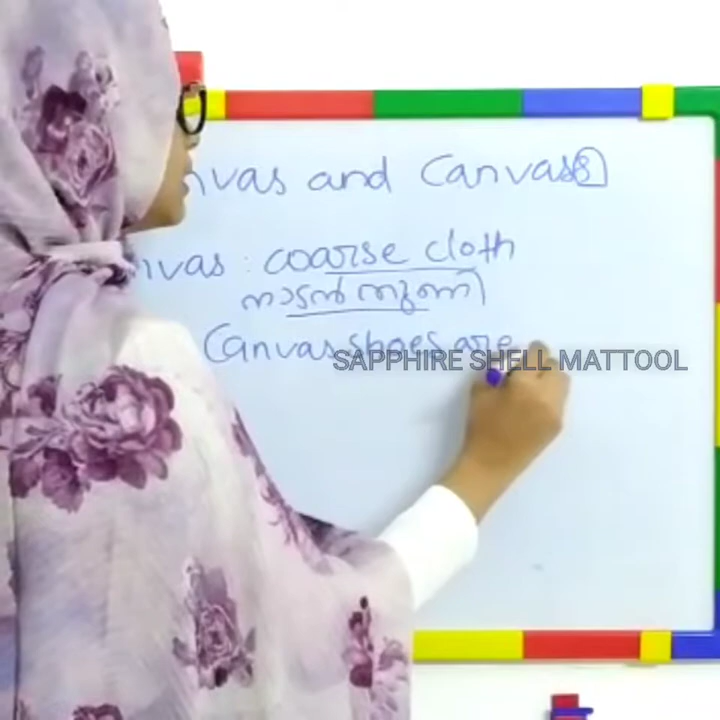 nvas and Canvass
nvas : coarse cloth
നാടൻ തുണി
Canvas shoes are
SAPPHIRE SHELL MATTOOL